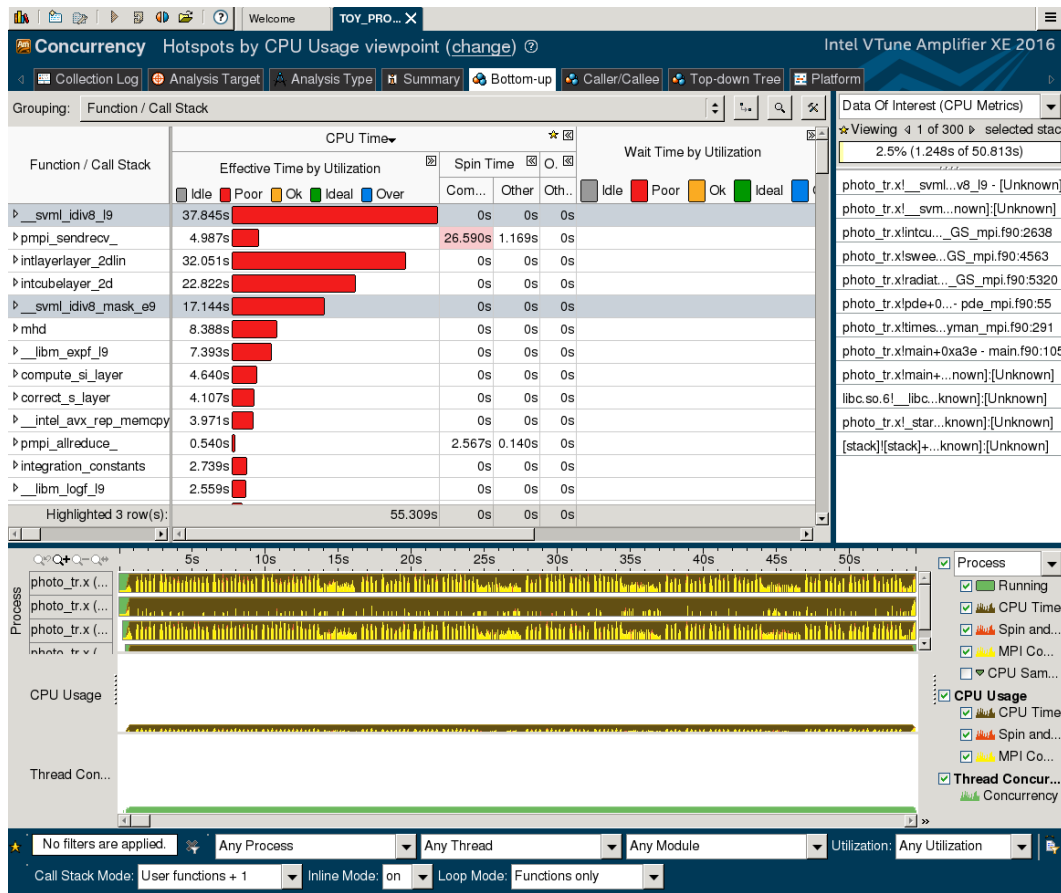 Welcome
TOY_PRO... X
Concurrency Hotspots by CPU Usage viewpoint (change)
Intel VTune Amplifier XE 2016
Collection Log Analysis Target Analysis Type Summary Bottom-up Caller/Callee Top-down Tree Platform
Grouping: Function / Call Stack
Data Of Interest (CPU Metrics)
Viewing 1 of 300 selected stac
2.5% (1.248s of 50.813s)
Function / Call Stack
CPU Time
Effective Time by Utilization
Idle Poor Ok Ideal Over
Spin Time
O.
Com... Other Oth..
Wait Time by Utilization
Idle Poor Ok Ideal
__svml_idiv8_l9 37.845s 0s 0s 0s
pmpi_sendrecv_ 4.987s 26.590s 1.169s 0s
intlayerlayer_2dlin 32.051s 0s 0s 0s
intcubelayer_2d 22.822s 0s 0s 0s
__svml_idiv8_mask_e9 17.144s 0s 0s 0s
mhd 8.388s 0s 0s 0s
__libm_expf_l9 7.393s 0s 0s 0s
compute_si_layer 4.640s 0s 0s 0s
correct_s_layer 4.107s 0s 0s 0s
__intel_avx_rep_memcpy 3.971s 0s 0s 0s
pmpi_allreduce_ 0.540s 2.567s 0.140s 0s
integration_constants 2.739s 0s 0s 0s
__libm_logf_l9 2.559s 0s 0s 0s
Highlighted 3 row(s): 55.309s 0s 0s 0s
photo_tr.x!__svml...v8_l9 - [Unknown]
photo_tr.x!__svm...nown]:[Unknown]
photo_tr.x!intcu..._GS_mpi.f90:2638
photo_tr.x!swee...GS_mpi.f90:4563
photo_tr.x!radiat..._GS_mpi.f90:5320
photo_tr.x!pde+0...- pde_mpi.f90:55
photo_tr.x!times...yman_mpi.f90:291
photo_tr.x!main+0xa3e - main.f90:105
photo_tr.x!main+...nown]:[Unknown]
libc.so.6!__libc...known]:[Unknown]
photo_tr.x!_star...known]:[Unknown]
[stack]![stack]+...known]:[Unknown]
5s 10s 15s 20s 25s 30s 35s 40s 45s 50s
Process
photo_tr.x (...
photo_tr.x (...
photo_tr.x (...
photo_tr.x (...
CPU Usage
Thread Con...
Process
Running
CPU Time
Spin and...
MPI Co...
CPU Sam...
CPU Usage
CPU Time
Spin and...
MPI Co...
Thread Concur...
Concurrency
No filters are applied. Any Process Any Thread Any Module Utilization: Any Utilization
Call Stack Mode: User functions + 1 Inline Mode: on Loop Mode: Functions only